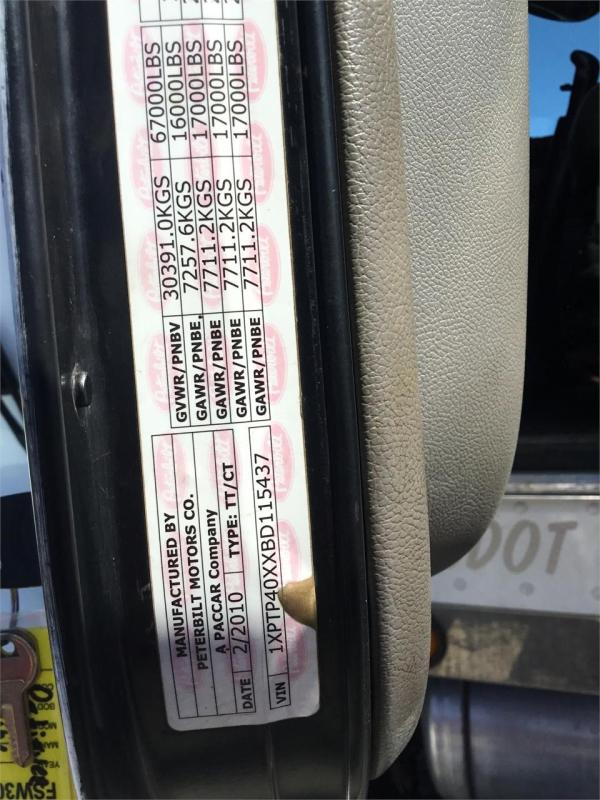 MANUFACTURED BY
PETERBILT MOTORS CO.
A PACCAR Company
DATE 2/2010 TYPE: TT/CT
VIN 1XPTP40XXBD115437
GVWR/PNBV 30391.0KGS 67000LBS
GAWR/PNBE. 7257.6KGS 16000LBS
GAWR/PNBE. 7711.2KGS 17000LBS
GAWR/PNBE 7711.2KGS 17000LBS
GAWR/PNBE 7711.2KGS 17000LBS
DOT
FSW30